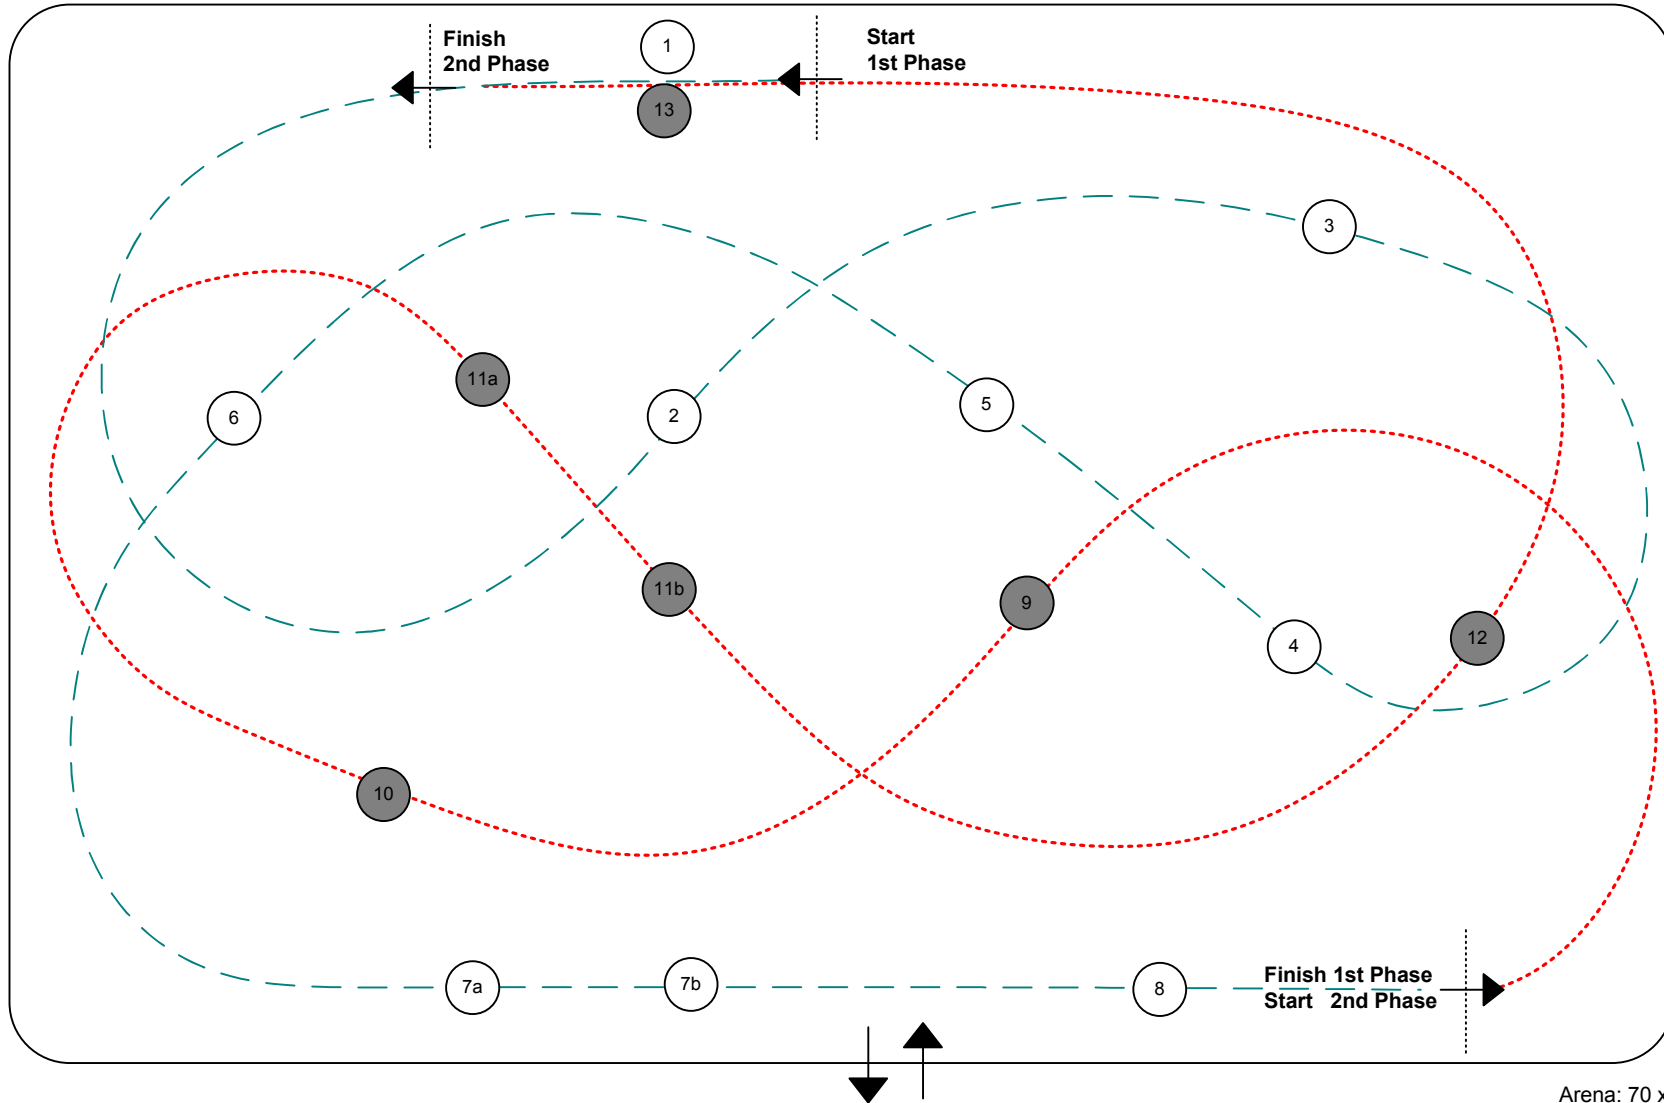 Finish
2nd Phase
1
Start
1st Phase
13
3
11a
6
2
5
11b
9
12
4
10
7a
7b
8
Finish 1st Phase
Start 2nd Phase
Arena: 70 x